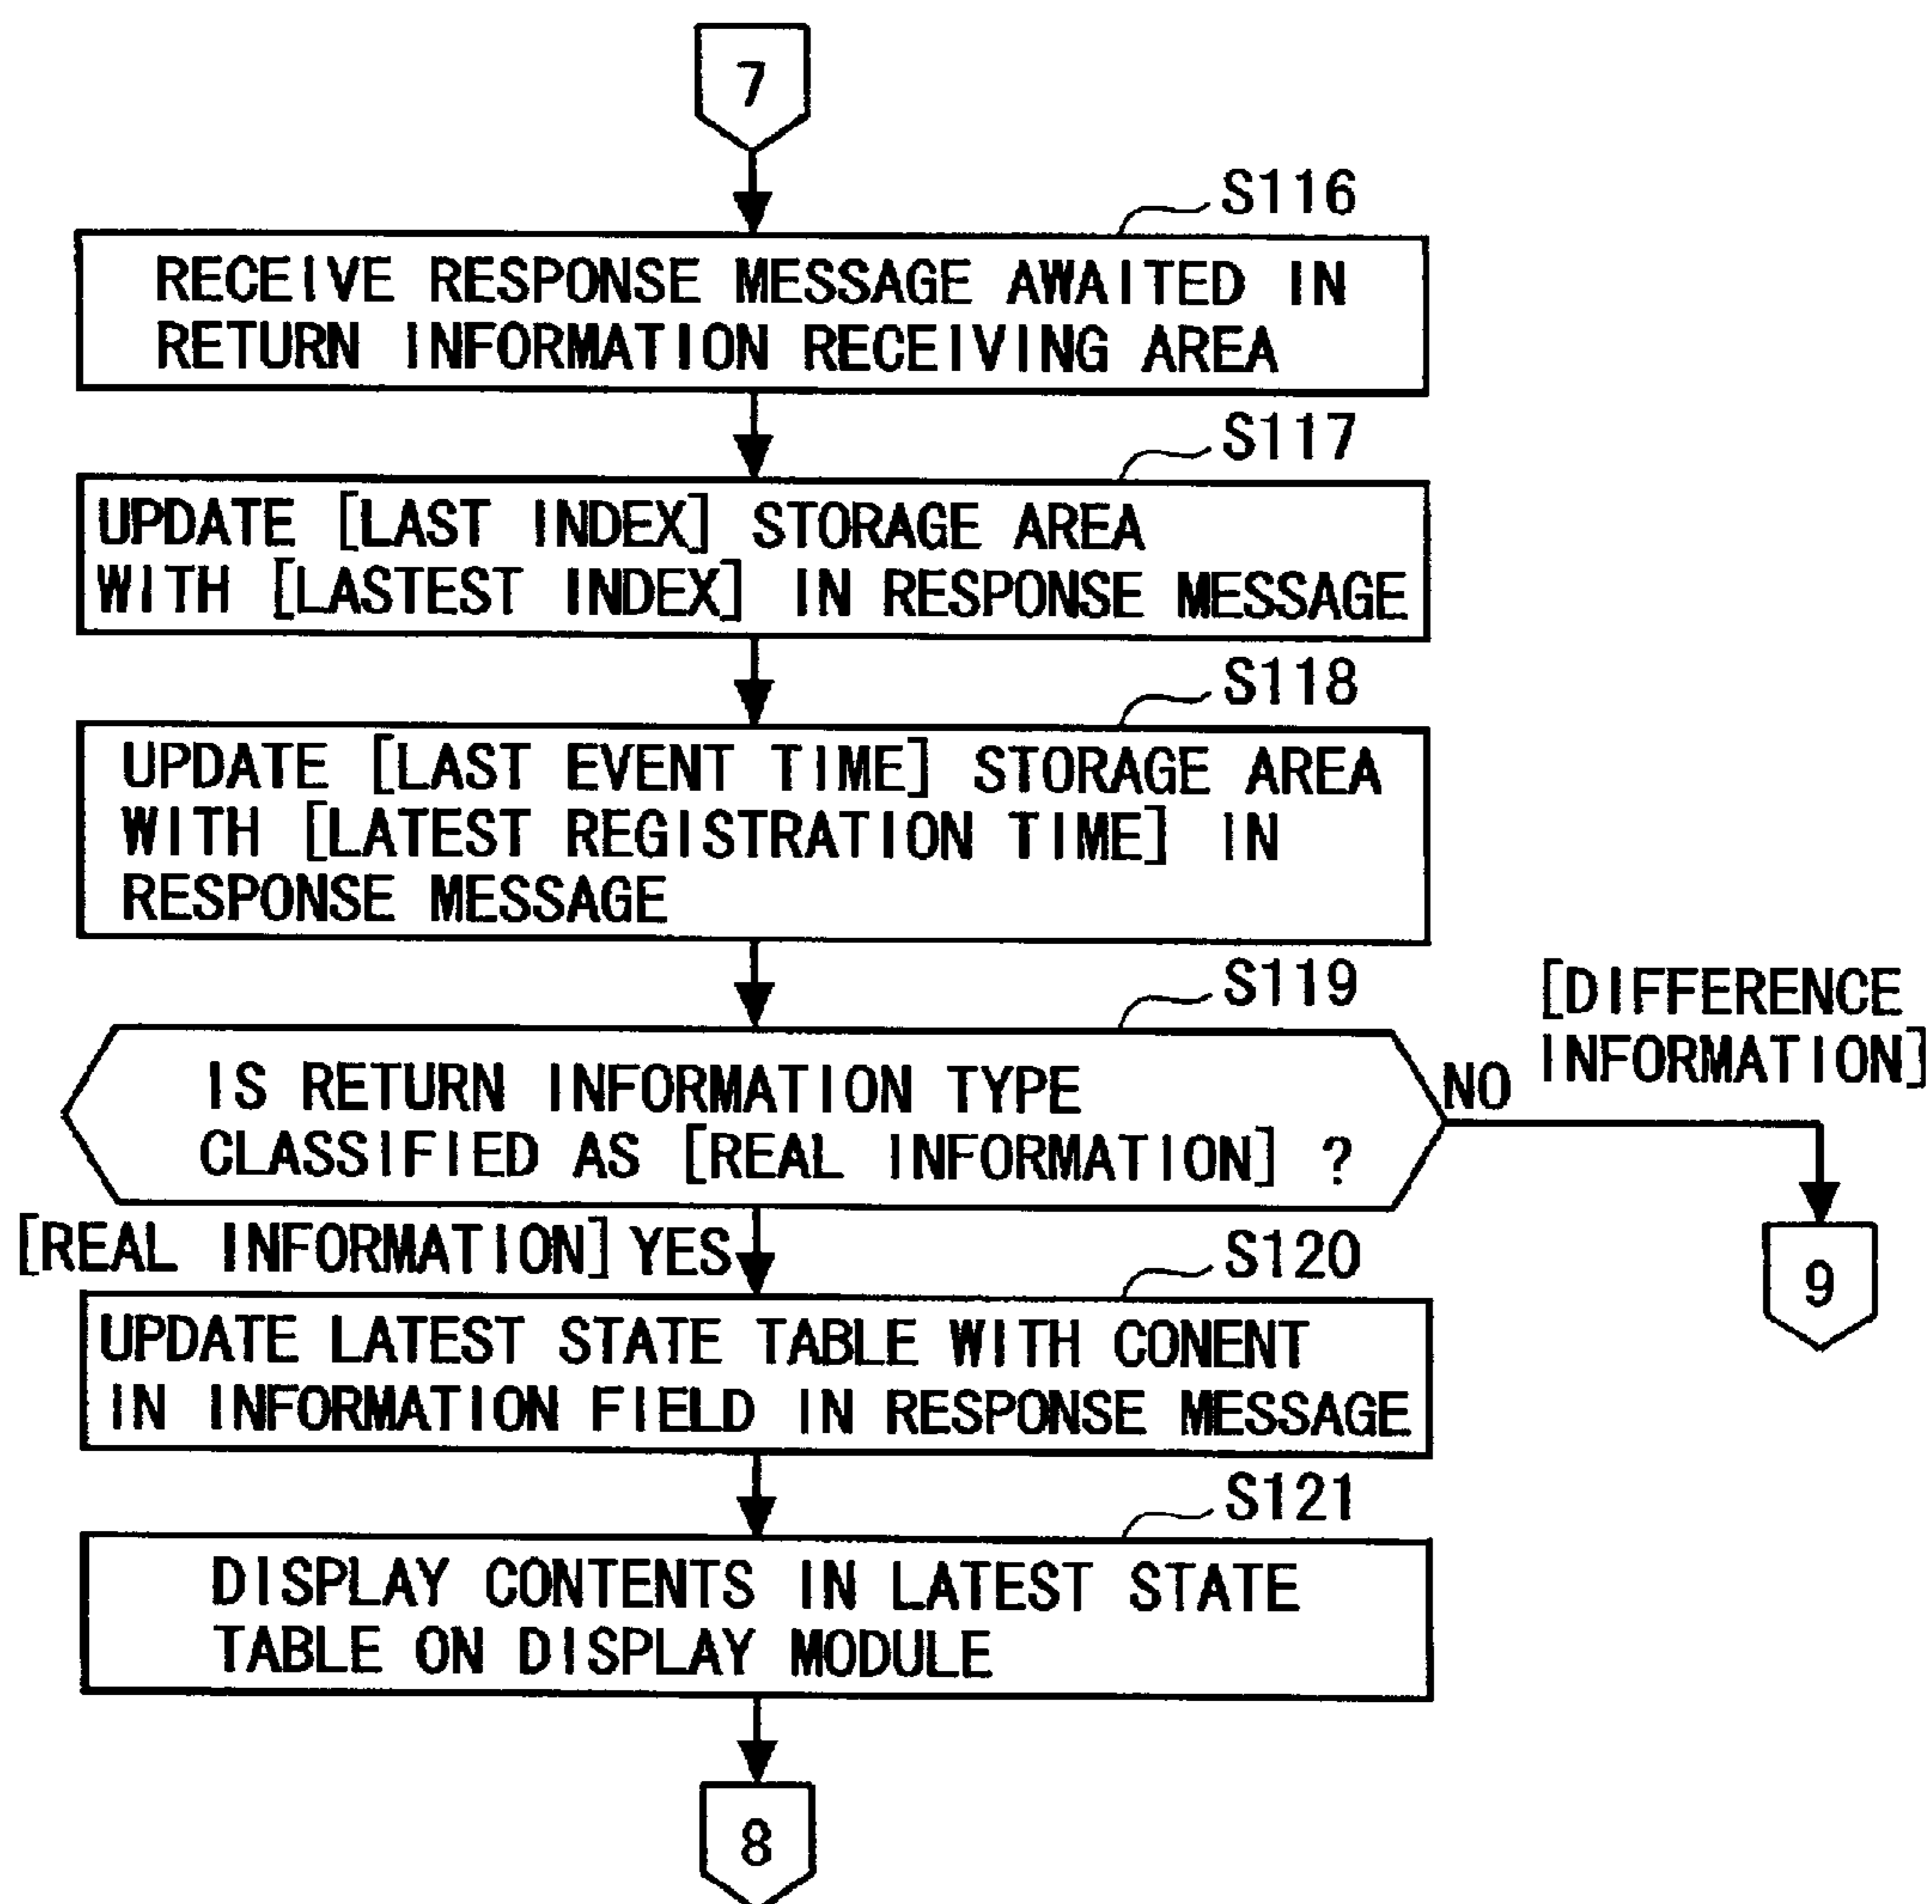 7
S116
RECEIVE RESPONSE MESSAGE AWAITED IN
RETURN INFORMATION RECEIVING AREA
S117
UPDATE [LAST INDEX] STORAGE AREA
WITH [LASTEST INDEX] IN RESPONSE MESSAGE
S118
UPDATE [LAST EVENT TIME] STORAGE AREA
WITH [LATEST REGISTRATION TIME] IN
RESPONSE MESSAGE
S119
[DIFFERENCE
INFORMATION]
IS RETURN INFORMATION TYPE
CLASSIFIED AS [REAL INFORMATION] ?
NO
[REAL INFORMATION] YES
S120
9
UPDATE LATEST STATE TABLE WITH CONENT
IN INFORMATION FIELD IN RESPONSE MESSAGE
S121
DISPLAY CONTENTS IN LATEST STATE
TABLE ON DISPLAY MODULE
8